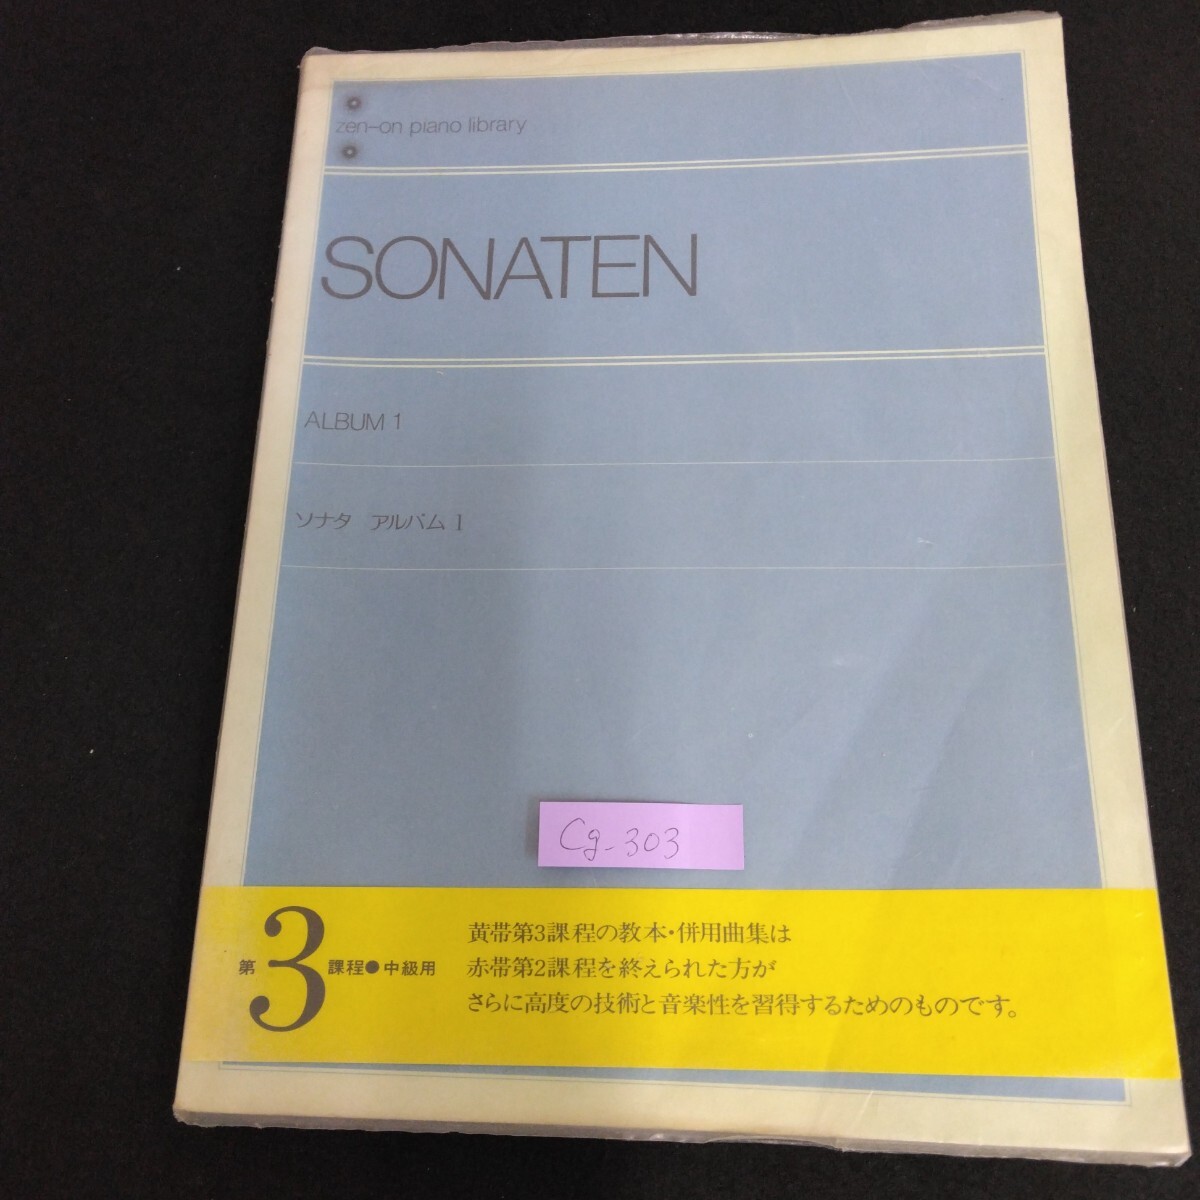 zen-on piano library
SONATEN
ALBUM 1
ソナタ アルバム 1
Cg-303
第3課程●中級用
黄帯第3課程の教本・併用曲集は
赤帯第2課程を終えられた方が
さらに高度の技術と音楽性を習得するためのものです。